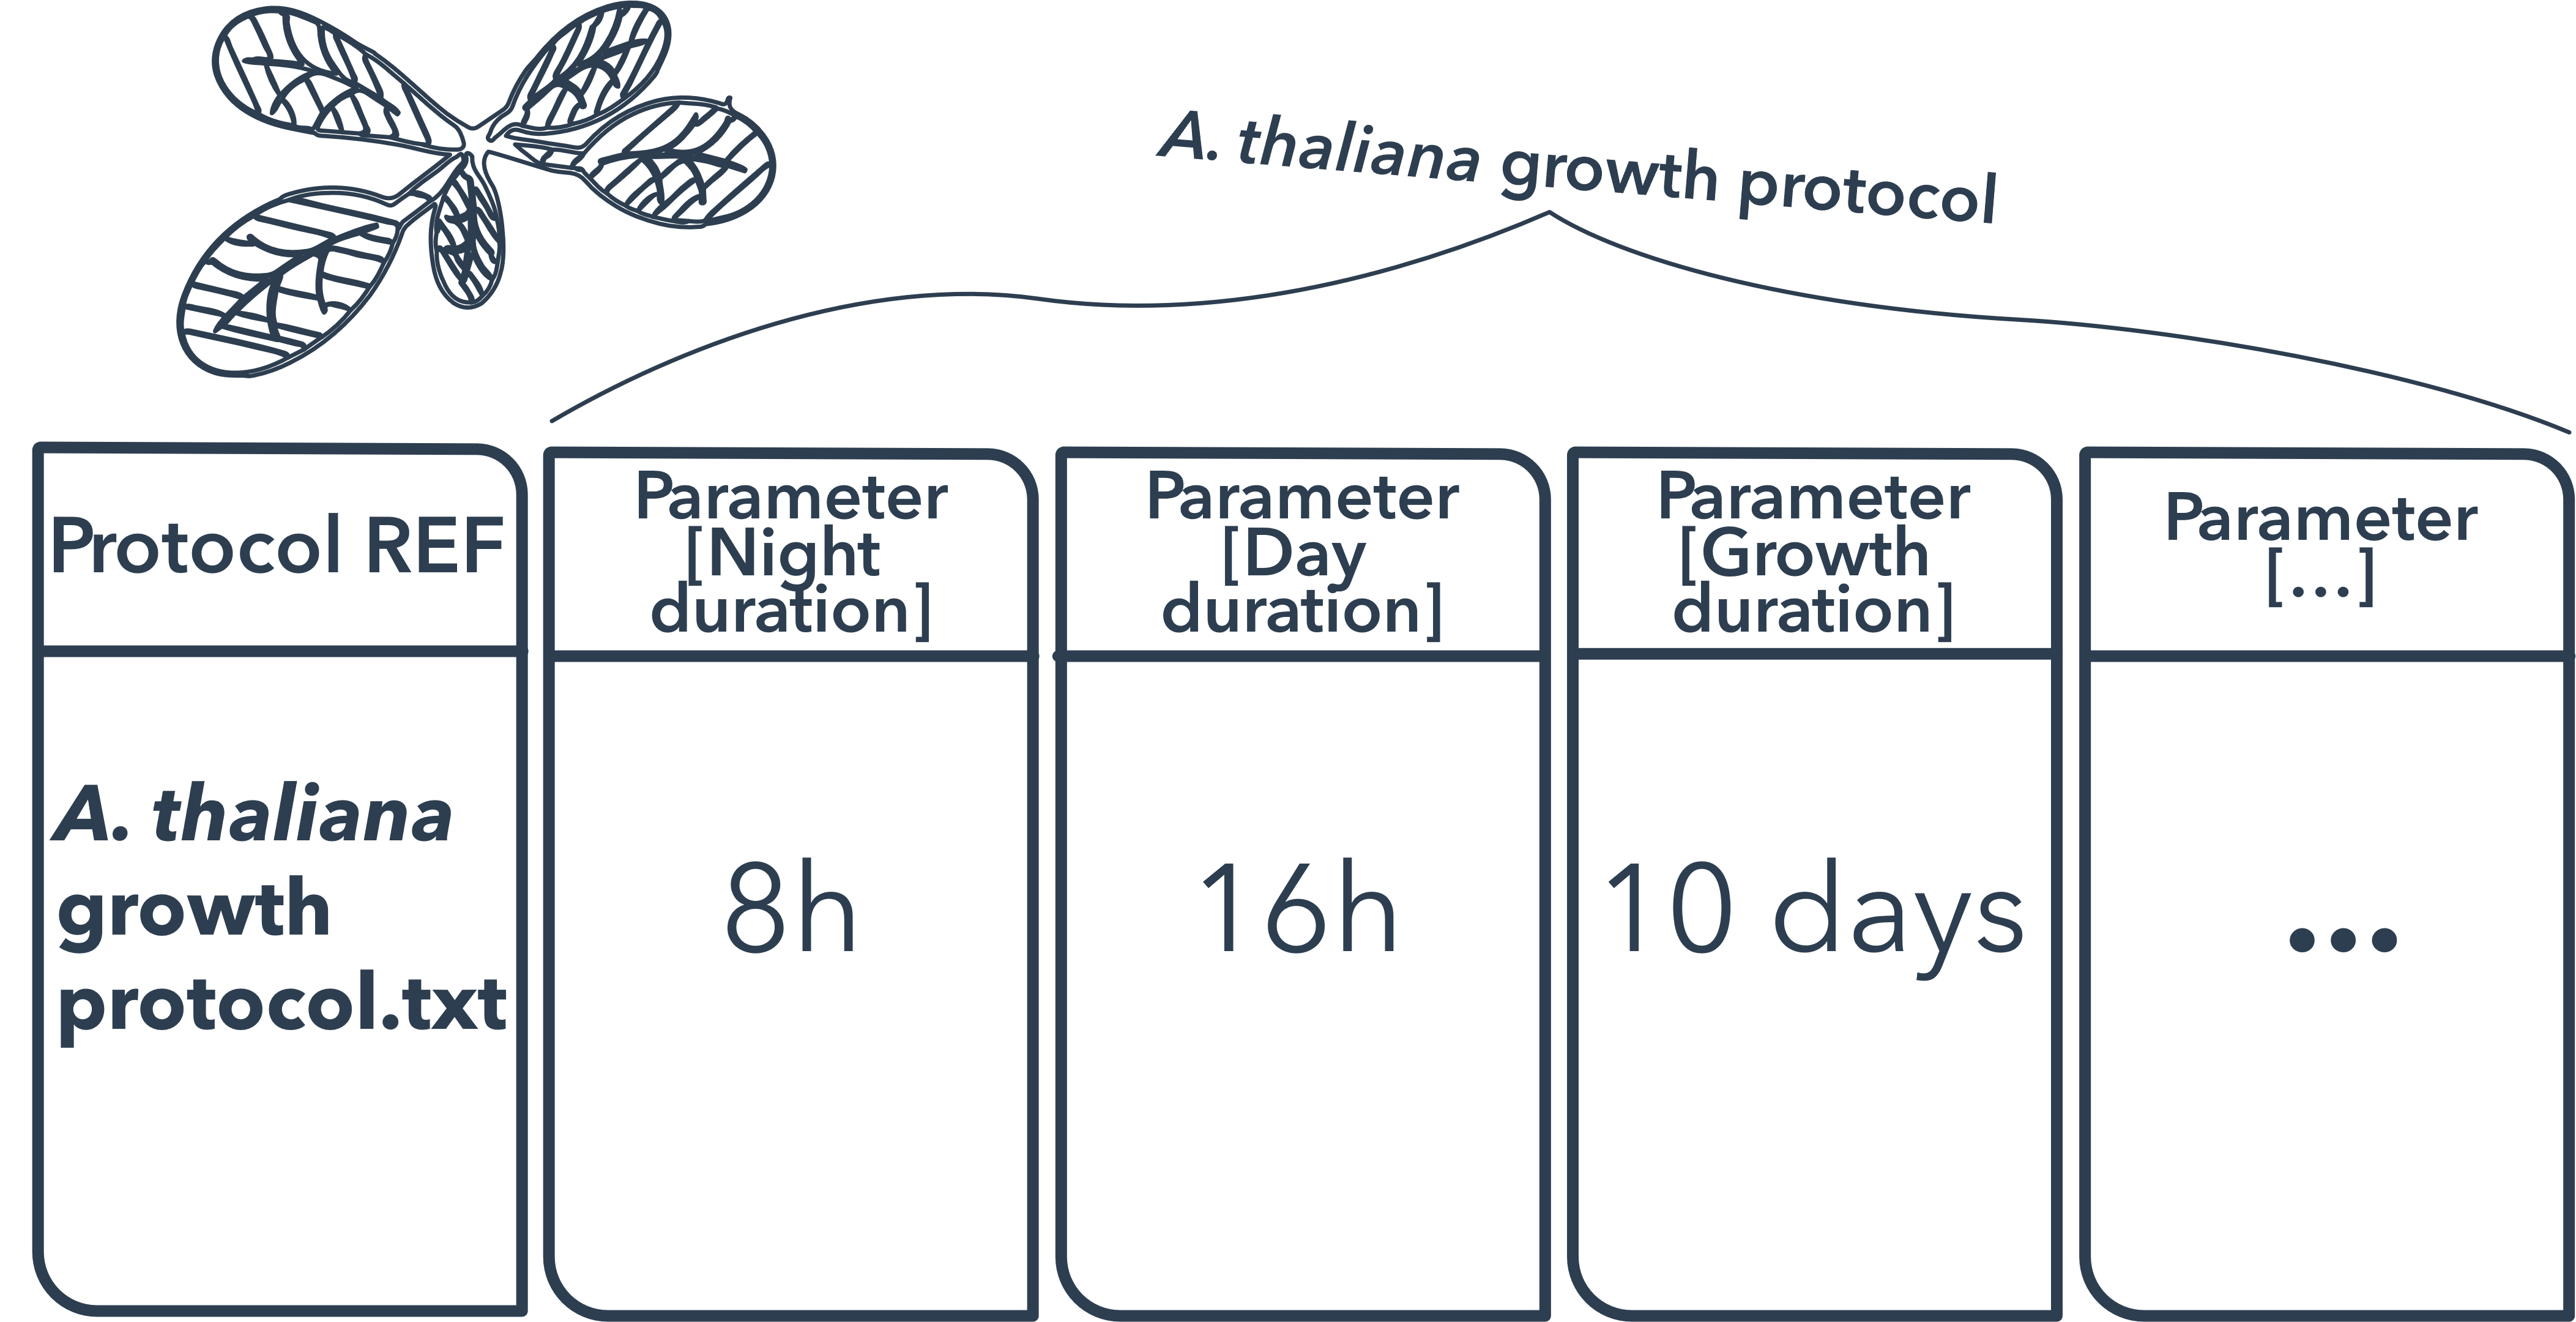 A. thaliana growth protocol
Protocol REF
Parameter
[Night
duration]
Parameter
[Day
duration]
Parameter
[Growth
duration]
Parameter
[...]
A. thaliana
growth
protocol.txt
8h
16h
10 days
...